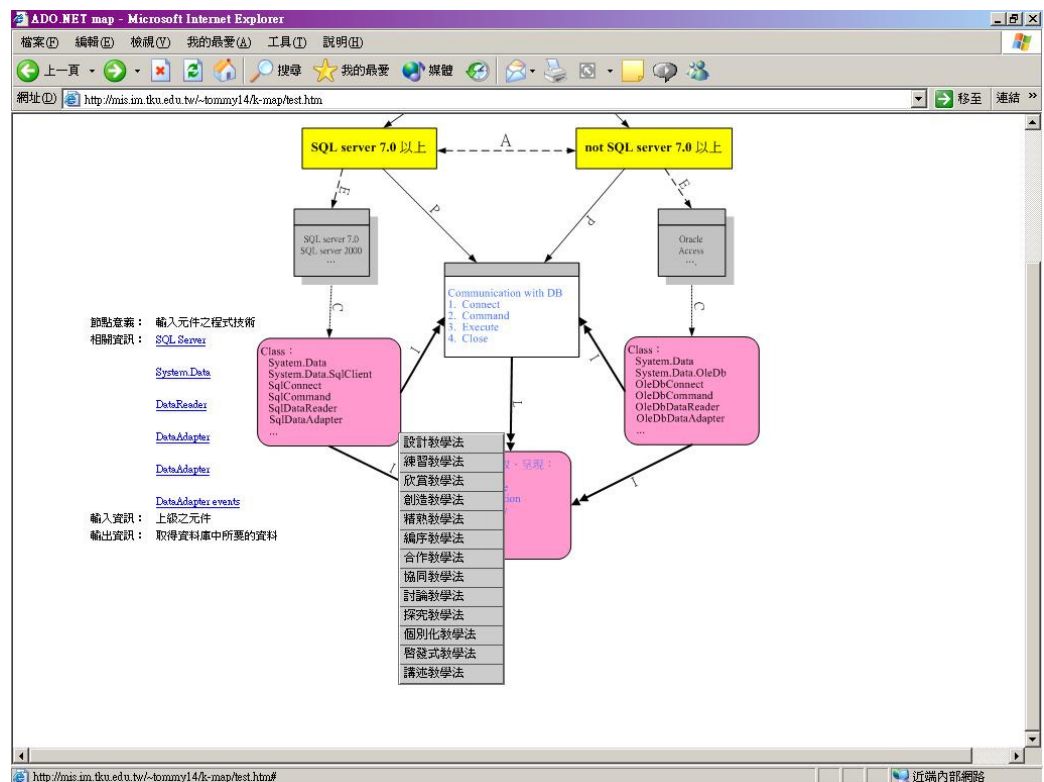 ADO.NET map - Microsoft Internet Explorer
檔案(F) 編輯(E) 檢視(V) 我的最愛(A) 工具(T) 說明(H)
上一頁 搜尋 我的最愛 媒體
網址(D) http://mis.im.tku.edu.tw/~tommy14/k-map/test.htm 移至 連結 »
SQL server 7.0 以上
A
not SQL server 7.0 以上
E
P
P
E
SQL server 7.0
SQL server 2000
...
Oracle
Access
...
Communication with DB
1. Connect
2. Command
3. Execute
4. Close
C
C
節點意義： 輸入元件之程式技術
相關資訊： SQL Server
System.Data
DataReader
DataAdapter
DataAdapter
DataAdapter events
輸入資訊： 上級之元件
輸出資訊： 取得資料庫中所要的資料
Class：
Syatem.Data
System.Data.SqlClient
SqlConnect
SqlCommand
SqlDataReader
SqlDataAdapter
...
I
L
I
Class：
Syatem.Data
System.Data.OleDb
OleDbConnect
OleDbCommand
OleDbDataReader
OleDbDataAdapter
...
I
I
設計教學法
練習教學法
欣賞教學法
創造教學法
精熟教學法
編序教學法
合作教學法
協同教學法
討論教學法
探究教學法
個別化教學法
啓發式教學法
講述教學法
、呈現：
http://mis.im.tku.edu.tw/~tommy14/k-map/test.htm#
近端內部網路